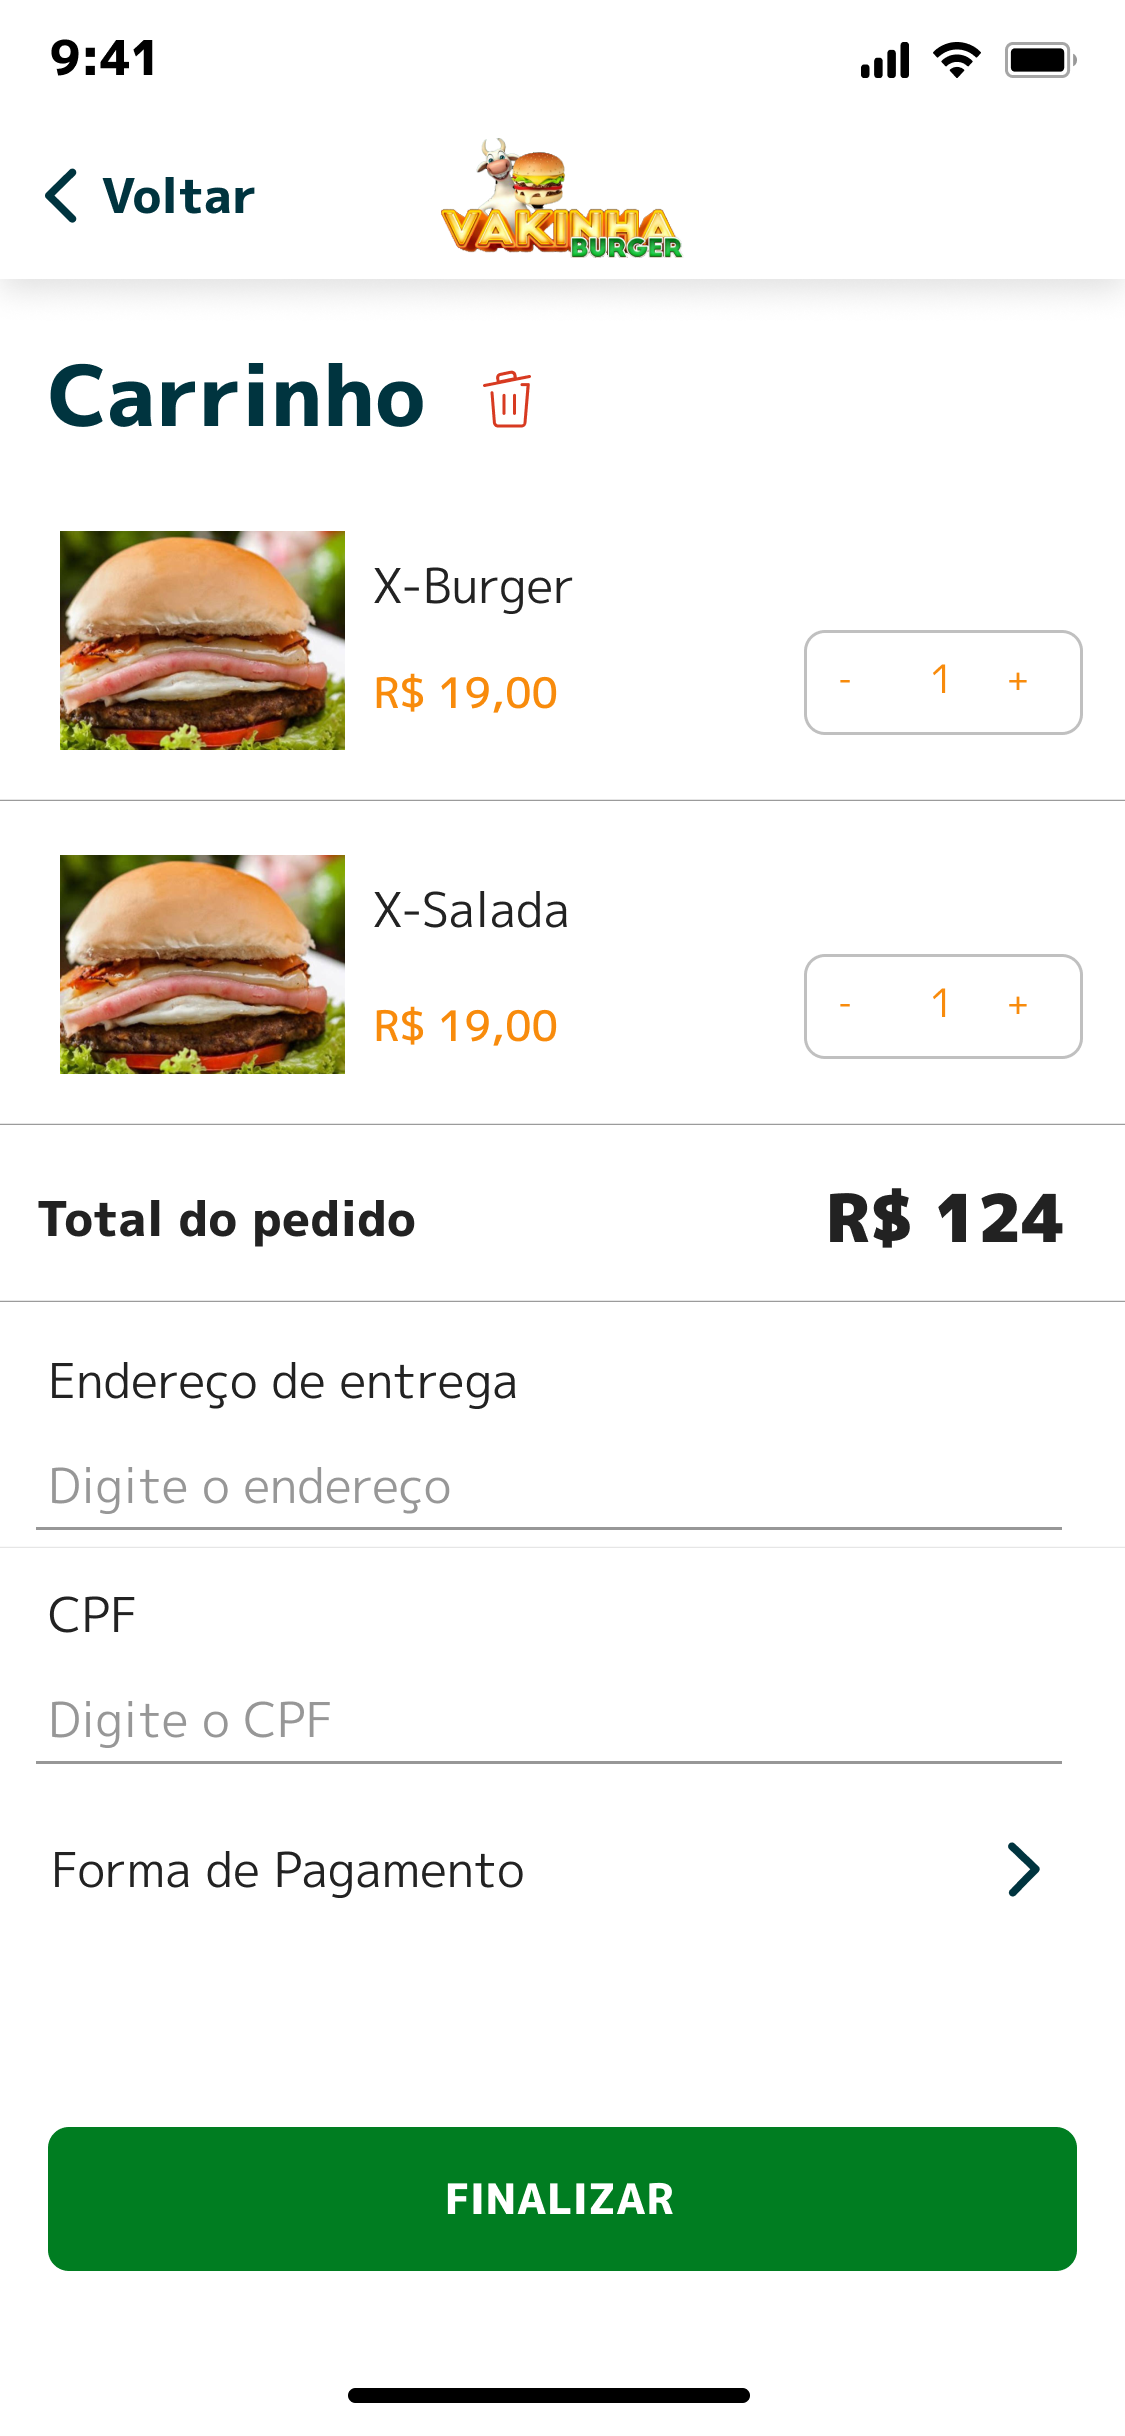 9:41
Voltar
VAKINHA
BURGER
Carrinho
X-Burger
R$ 19,00
- 1 +
X-Salada
R$ 19,00
- 1 +
Total do pedido R$ 124
Endereço de entrega
Digite o endereço
CPF
Digite o CPF
Forma de Pagamento
FINALIZAR